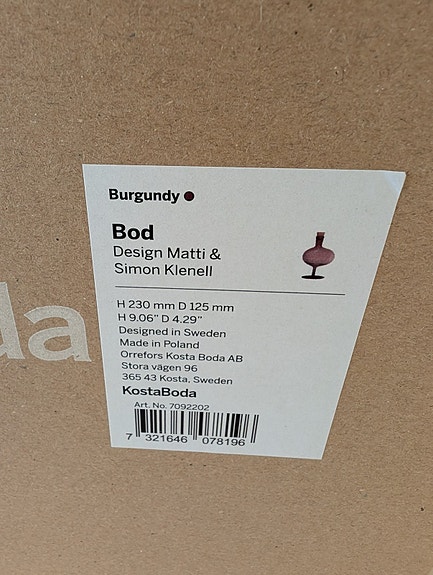 Burgundy
Bod
Design Matti &
Simon Klenell
H 230 mm D 125 mm
H 9.06" D 4.29"
Designed in Sweden
Made in Poland
Orrefors Kosta Boda AB
Stora vägen 96
365 43 Kosta, Sweden
KostaBoda
Art. No. 7092202
7 321646 078196
da